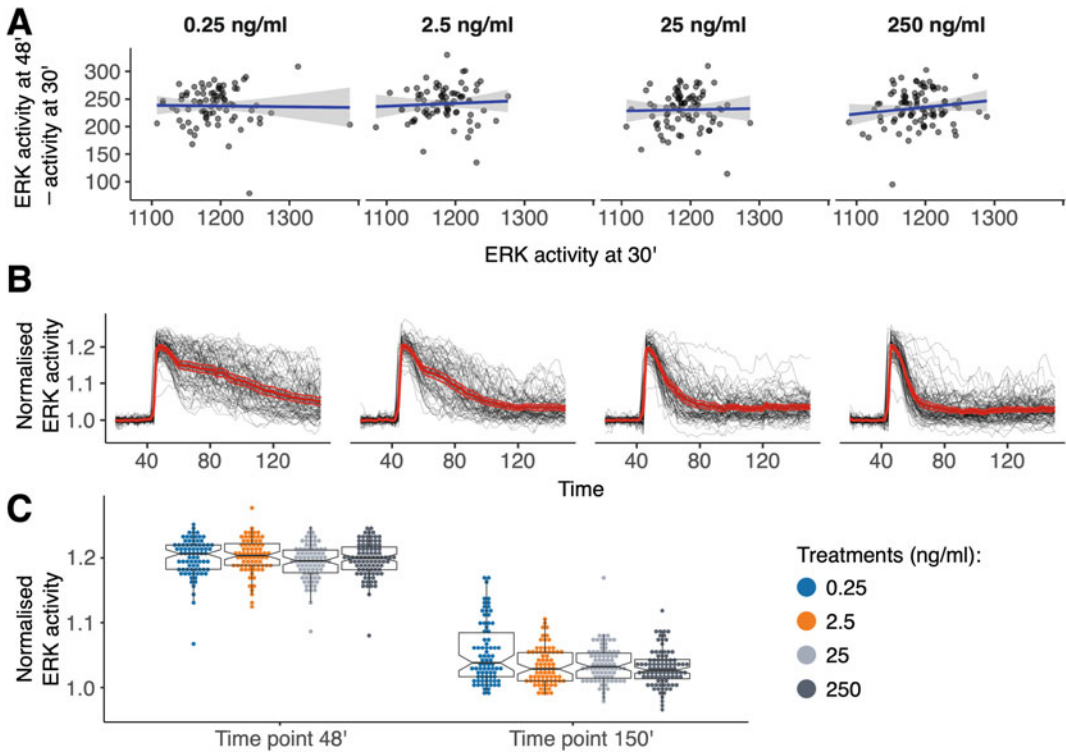 A
0.25 ng/ml 2.5 ng/ml 25 ng/ml 250 ng/ml
ERK activity at 48'
– activity at 30'
300
250
200
150
100
1100 1200 1300 1100 1200 1300 1100 1200 1300 1100 1200 1300
ERK activity at 30'
B
Normalised
ERK activity
1.2
1.1
1.0
40 80 120 40 80 120 40 80 120 40 80 120
Time
C
Normalised
ERK activity
1.2
1.1
1.0
Time point 48' Time point 150'
Treatments (ng/ml):
0.25
2.5
25
250